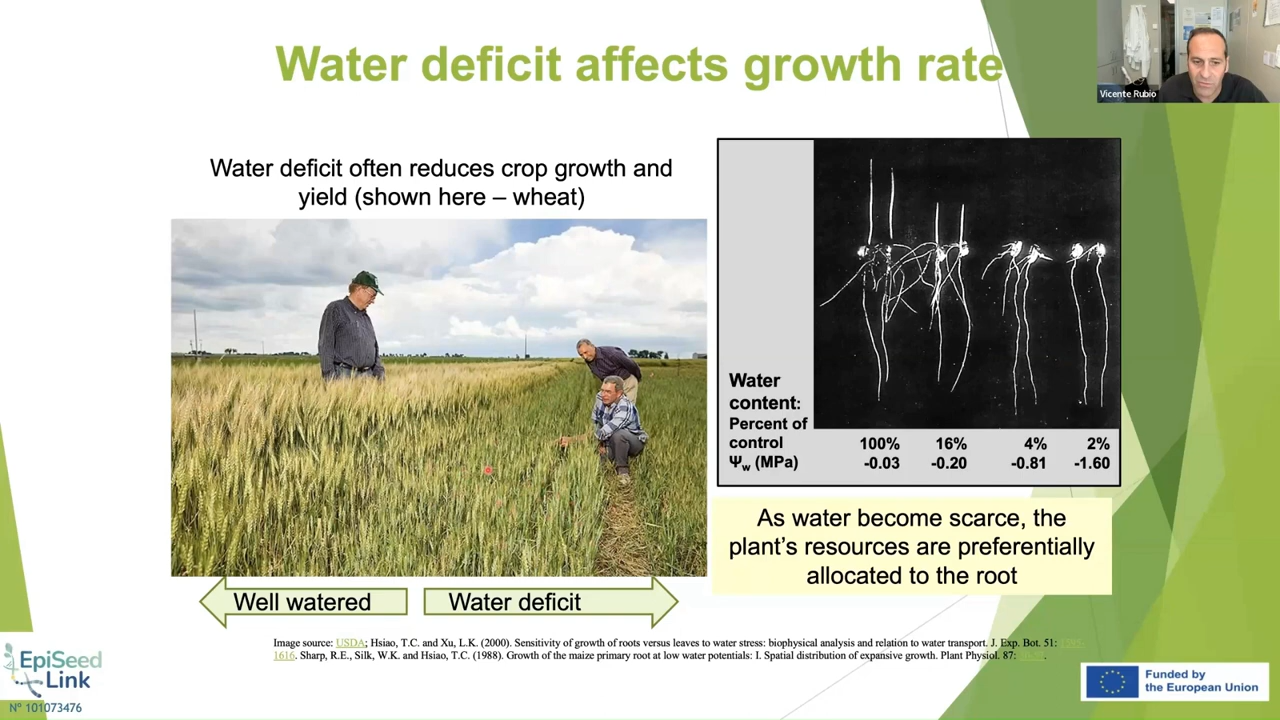 Water deficit affects growth rate
Vicente Rubio
Water deficit often reduces crop growth and
yield (shown here – wheat)
Well watered
Water deficit
Water
content:
Percent of
control
Ψw (MPa)
100% 16% 4% 2%
-0.03 -0.20 -0.81 -1.60
As water become scarce, the
plant’s resources are preferentially
allocated to the root
Image source: USDA; Hsiao, T.C. and Xu, L.K. (2000). Sensitivity of growth of roots versus leaves to water stress: biophysical analysis and relation to water transport. J. Exp. Bot. 51: 1595-
1616. Sharp, R.E., Silk, W.K. and Hsiao, T.C. (1988). Growth of the maize primary root at low water potentials: I. Spatial distribution of expansive growth. Plant Physiol. 87:
EpiSeed
Link
Nº 101073476
Funded by
the European Union